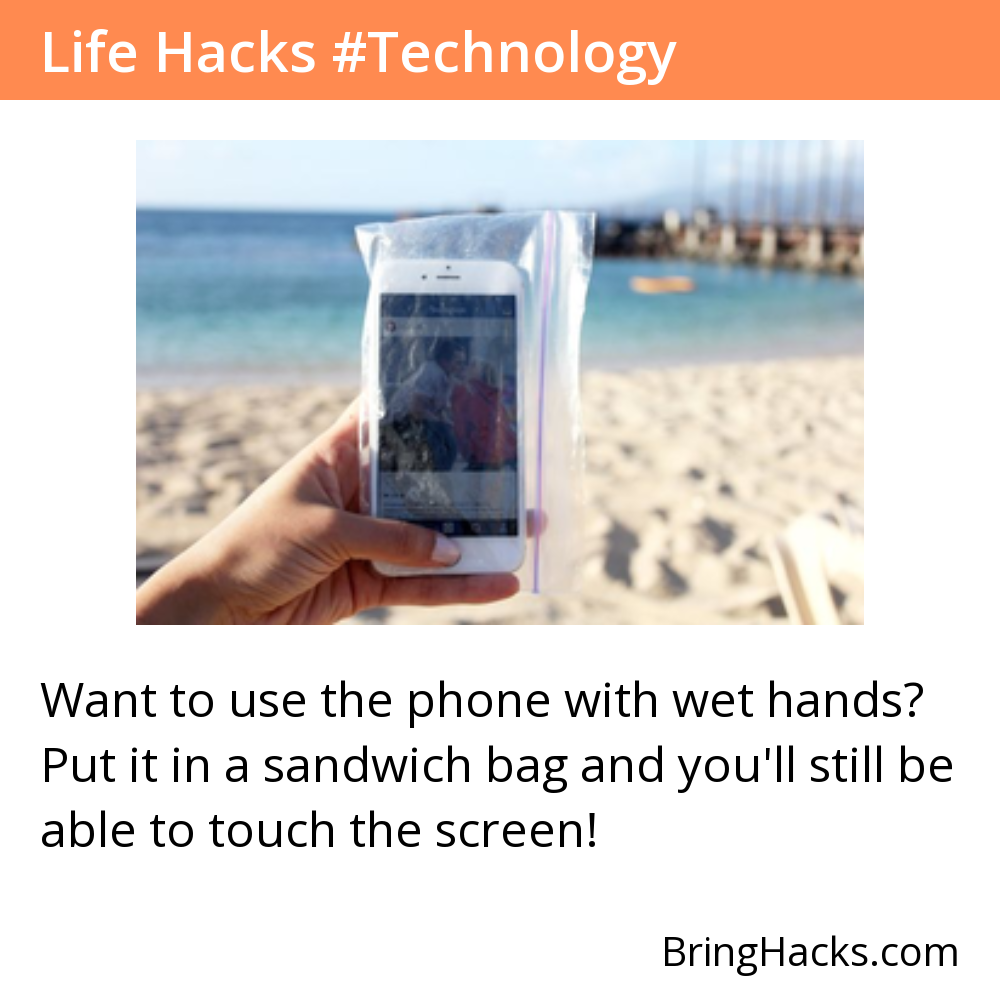 Life Hacks #Technology
Want to use the phone with wet hands?
Put it in a sandwich bag and you'll still be
able to touch the screen!
BringHacks.com